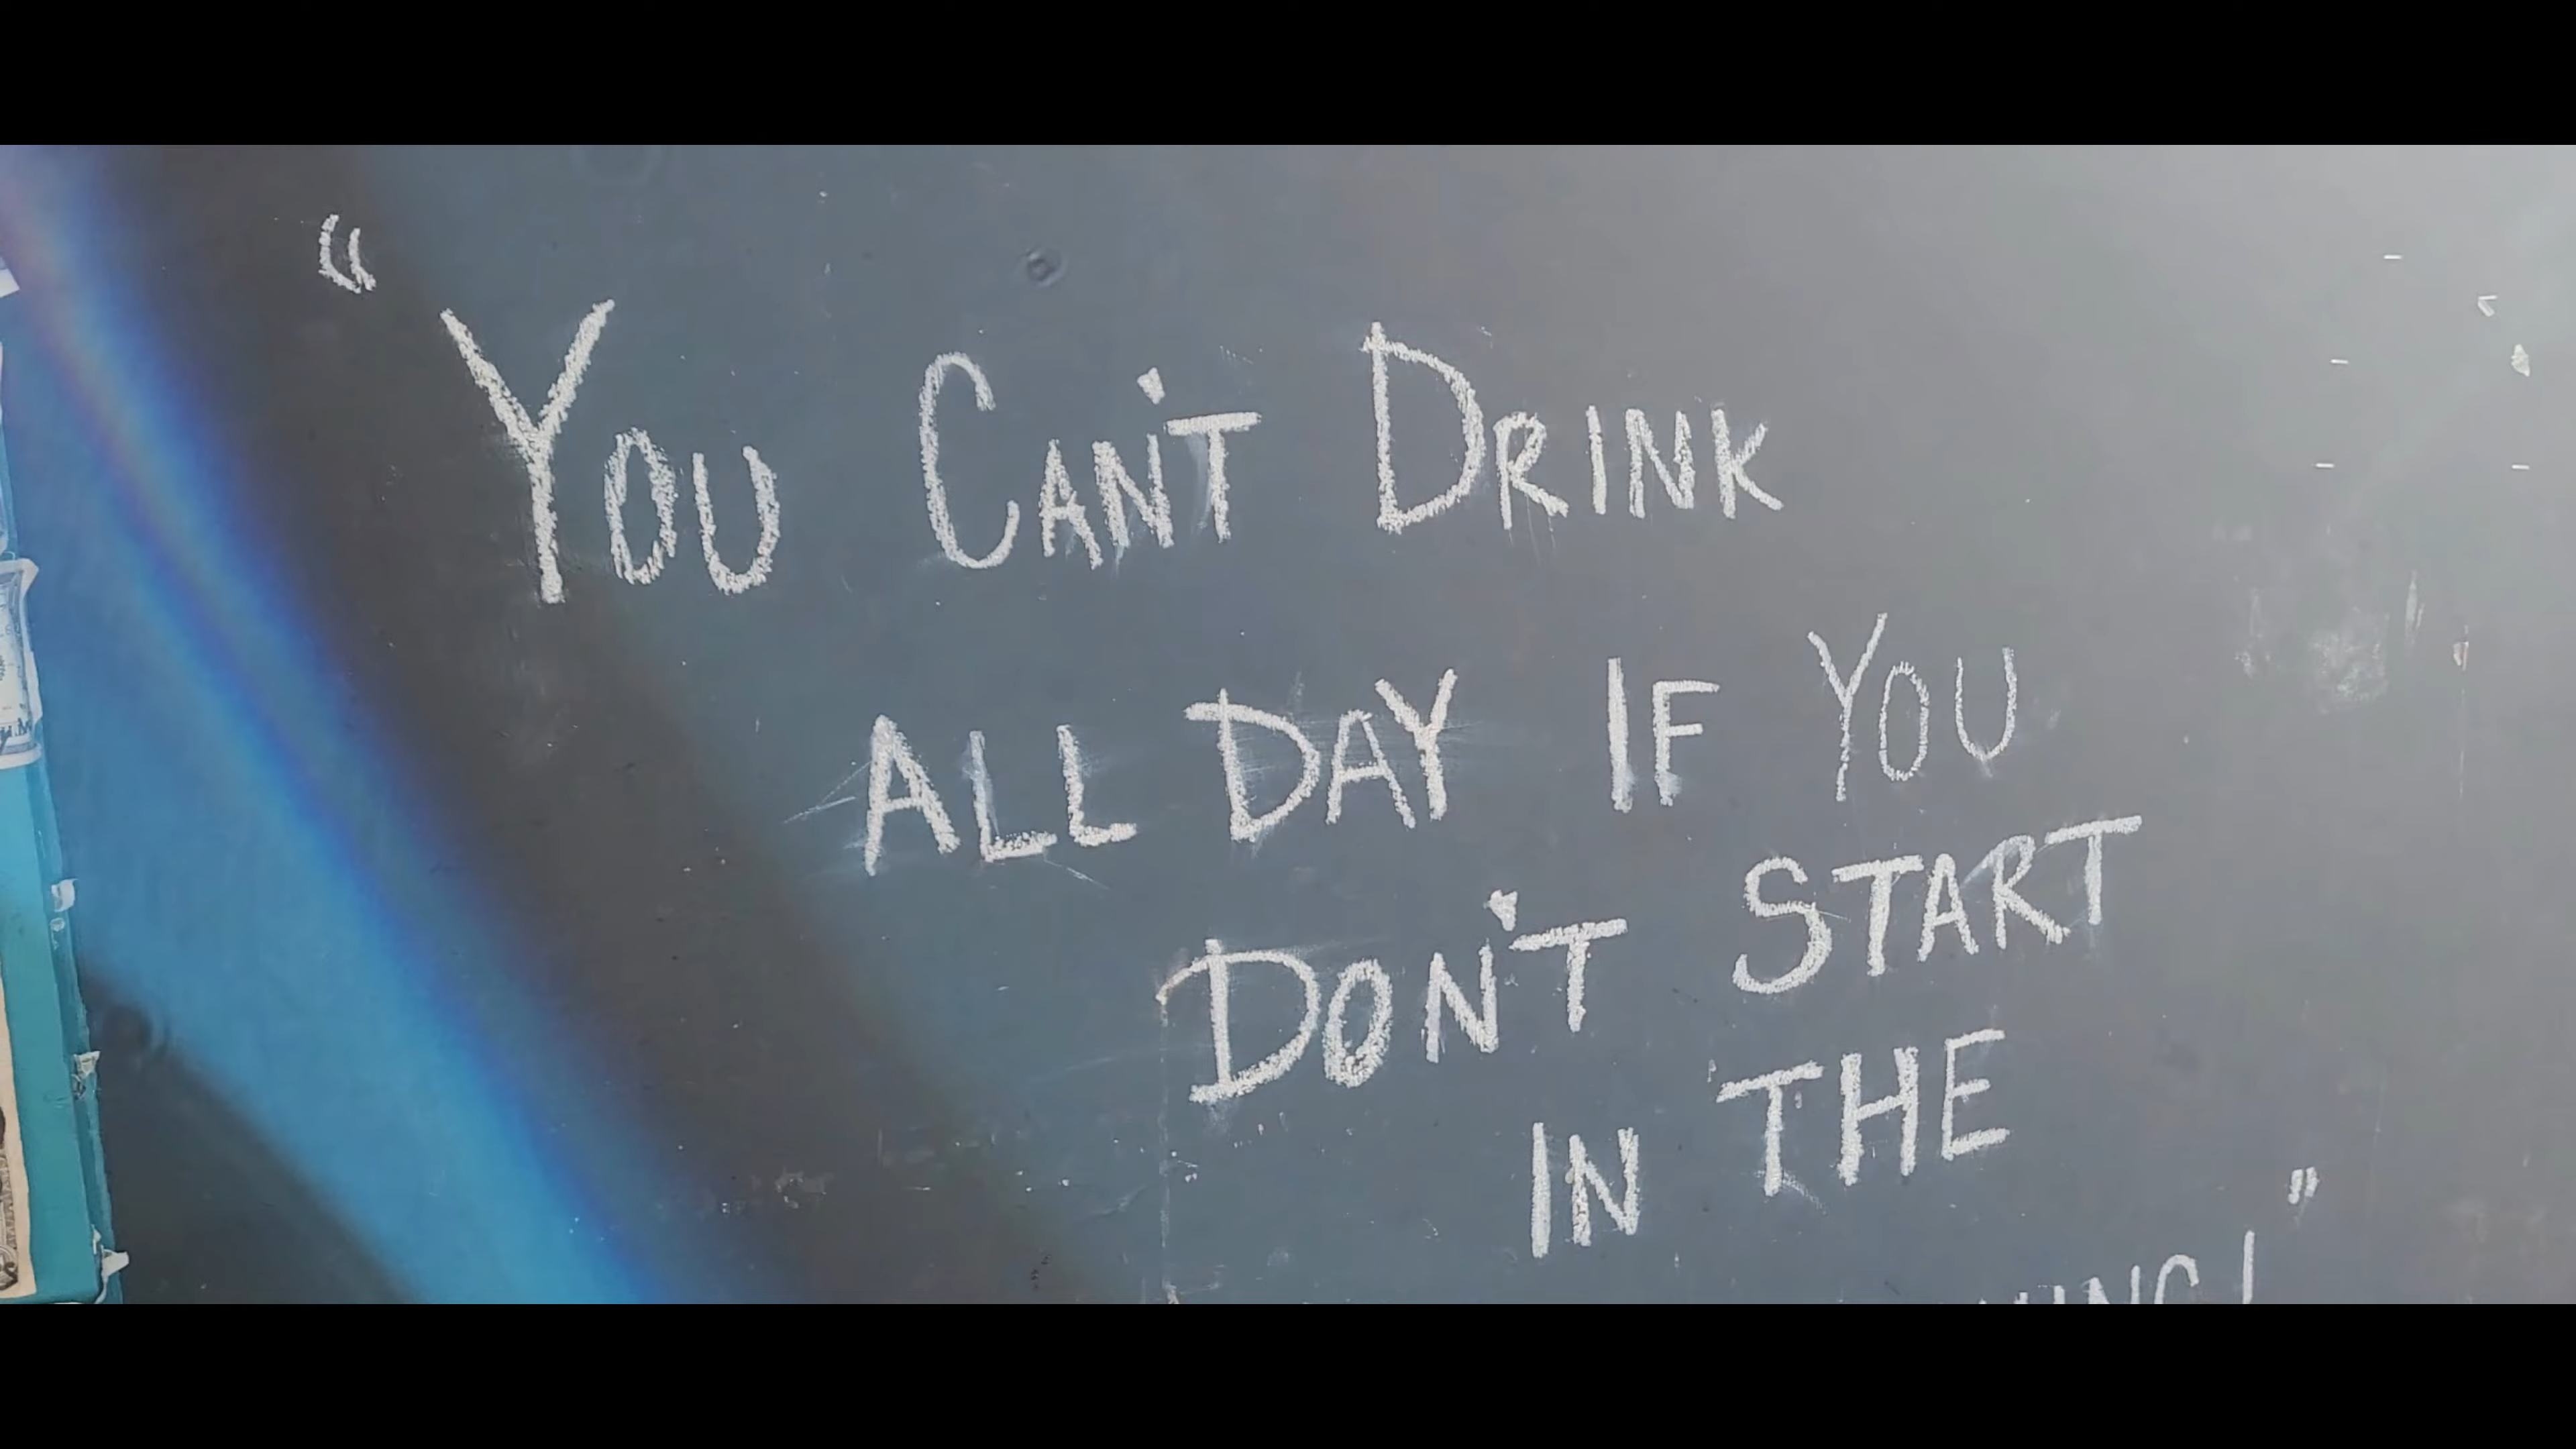 “YOU CAN'T DRINK
ALL DAY IF YOU
DON'T START
IN THE
”